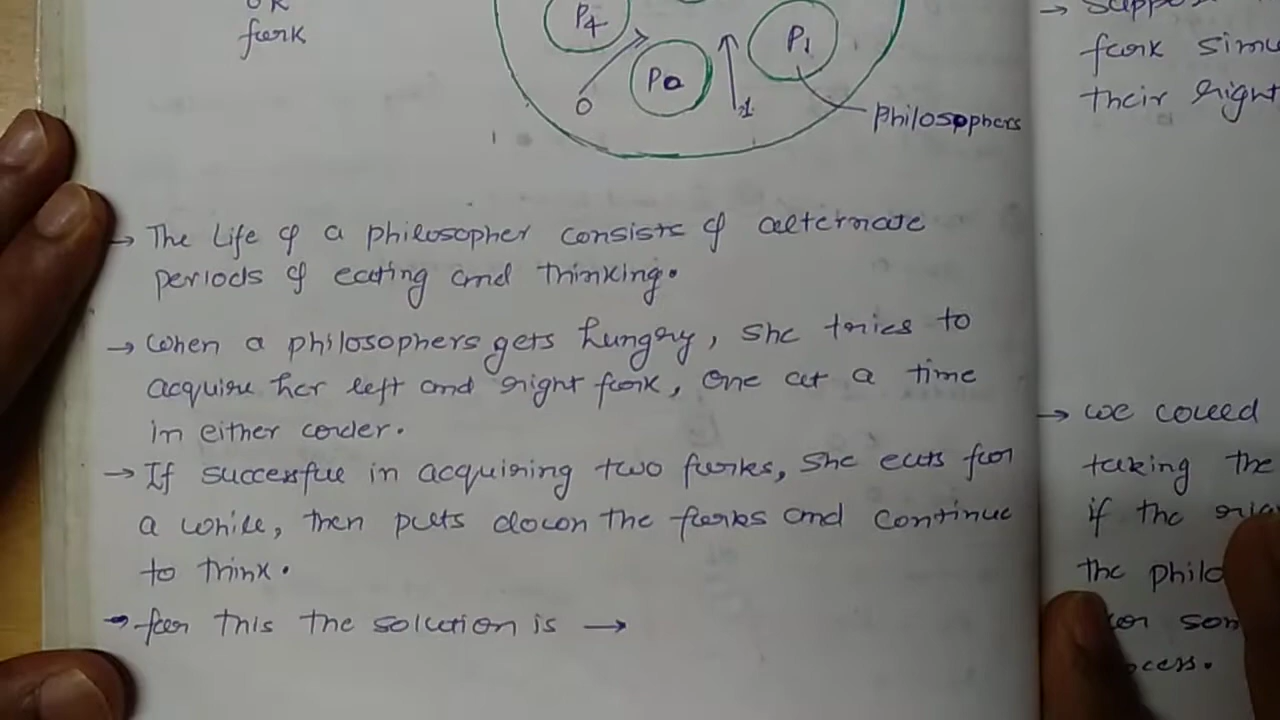 OR
fork
P4
P0
P1
0
1
Philosophers
→ The Life of a philosopher consists of alternate
periods of eating and thinking.
→ When a philosophers gets hungry, she tries to
acquire her left and right fork, one at a time
in either order.
→ If successful in acquiring two forks, she eats for
a while, then puts down the forks and continue
to think.
→ for this the solution is →
→
fork
their right
→ we could
taking the
if the
the